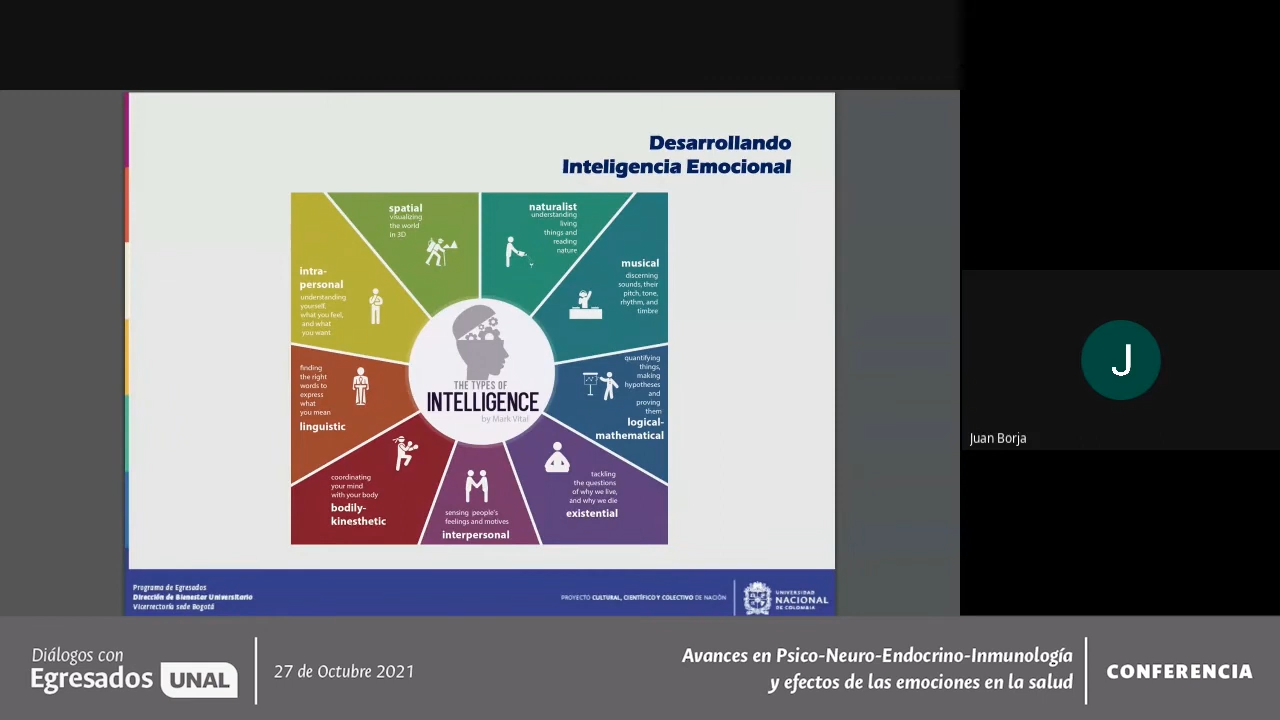 Desarrollando
Inteligencia Emocional
spatial
visualizing
the world
in 3D
naturalist
understanding
living
things and
reading
nature
musical
discerning
sounds, their
pitch, tone,
rhythm, and
timbre
intra-
personal
understanding
yourself,
what you feel,
and what
you want
quantifying
things,
making
hypotheses
and
proving
them
logical-
mathematical
finding
the right
words to
express
what
you mean
linguistic
THE TYPES OF
INTELLIGENCE
by Mark Vital
coordinating
your mind
with your body
bodily-
kinesthetic
sensing people's
feelings and motives
interpersonal
tackling
the questions
of why we live,
and why we die
existential
J
Juan Borja
Programa de Egresados
Dirección de Bienestar Universitario
Vicerrectoría sede Bogotá
PROYECTO CULTURAL, CIENTÍFICO Y COLECTIVO DE NACIÓN
UNIVERSIDAD
NACIONAL
DE COLOMBIA
Diálogos con
Egresados UNAL
27 de Octubre 2021
Avances en Psico-Neuro-Endocrino-Inmunología
y efectos de las emociones en la salud
CONFERENCIA